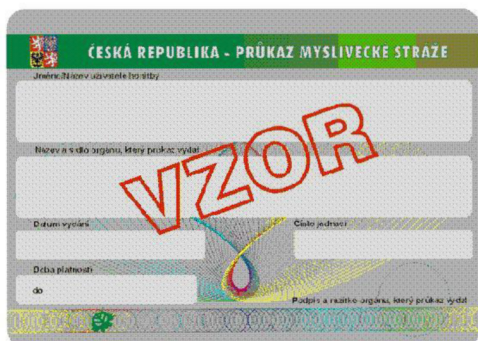 ČESKÁ REPUBLIKA - PRŮKAZ MYSLIVECKÉ STRÁŽE
Jméno/Název uživatele honitby
Název a sídlo orgánu, který průkaz vydal
VZOR
Datum vydání
Číslo jednací
Doba platnosti
do
Podpis a razítko orgánu, který průkaz vydal